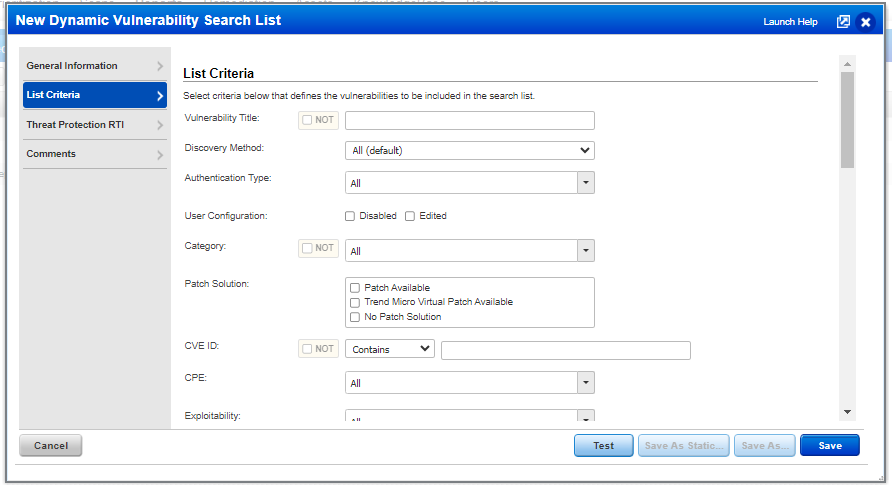 New Dynamic Vulnerability Search List
Launch Help
General Information
List Criteria
Threat Protection RTI
Comments
List Criteria
Select criteria below that defines the vulnerabilities to be included in the search list.
Vulnerability Title: NOT
Discovery Method: All (default)
Authentication Type: All
User Configuration: Disabled Edited
Category: NOT All
Patch Solution: Patch Available
Trend Micro Virtual Patch Available
No Patch Solution
CVE ID: NOT Contains
CPE: All
Exploitability: All
Cancel Test Save As Static... Save As... Save